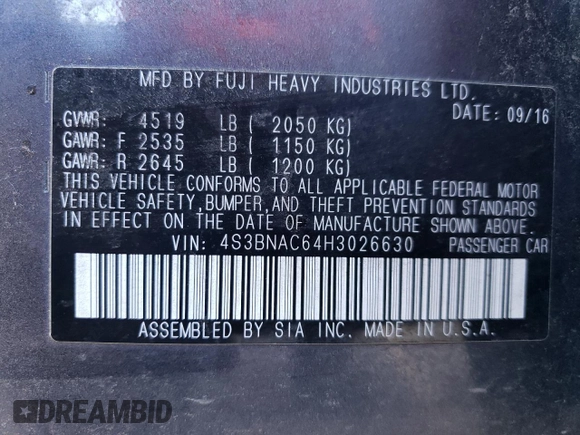 MFD BY FUJI HEAVY INDUSTRIES LTD.
DATE: 09/16
GVWR: 4519 LB ( 2050 KG)
GAWR: F 2535 LB ( 1150 KG)
GAWR: R 2645 LB ( 1200 KG)
THIS VEHICLE CONFORMS TO ALL APPLICABLE FEDERAL MOTOR
VEHICLE SAFETY, BUMPER, AND THEFT PREVENTION STANDARDS
IN EFFECT ON THE DATE OF MANUFACTURE SHOWN ABOVE.
VIN: 4S3BNAC64H3026630 PASSENGER CAR
ASSEMBLED BY SIA INC. MADE IN U.S.A.
DREAMBID